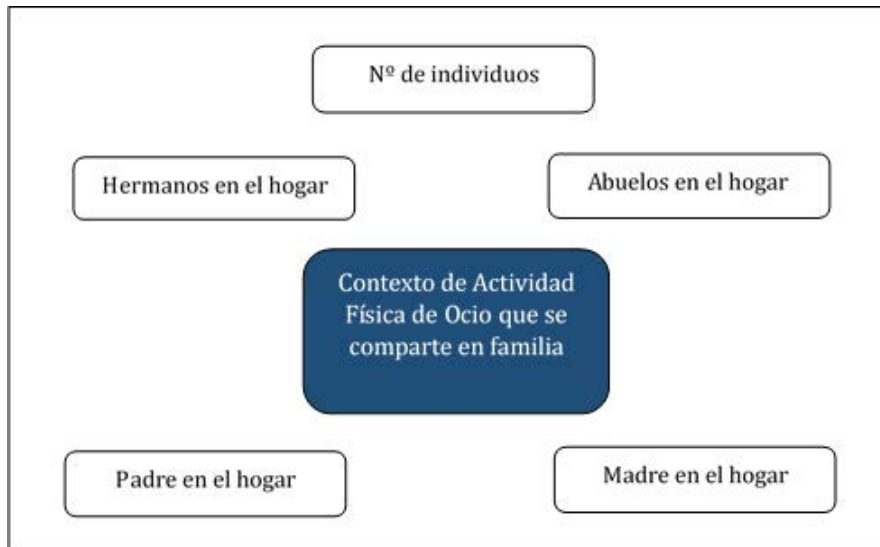 Nº de individuos
Hermanos en el hogar
Abuelos en el hogar
Contexto de Actividad
Física de Ocio que se
comparte en familia
Padre en el hogar
Madre en el hogar